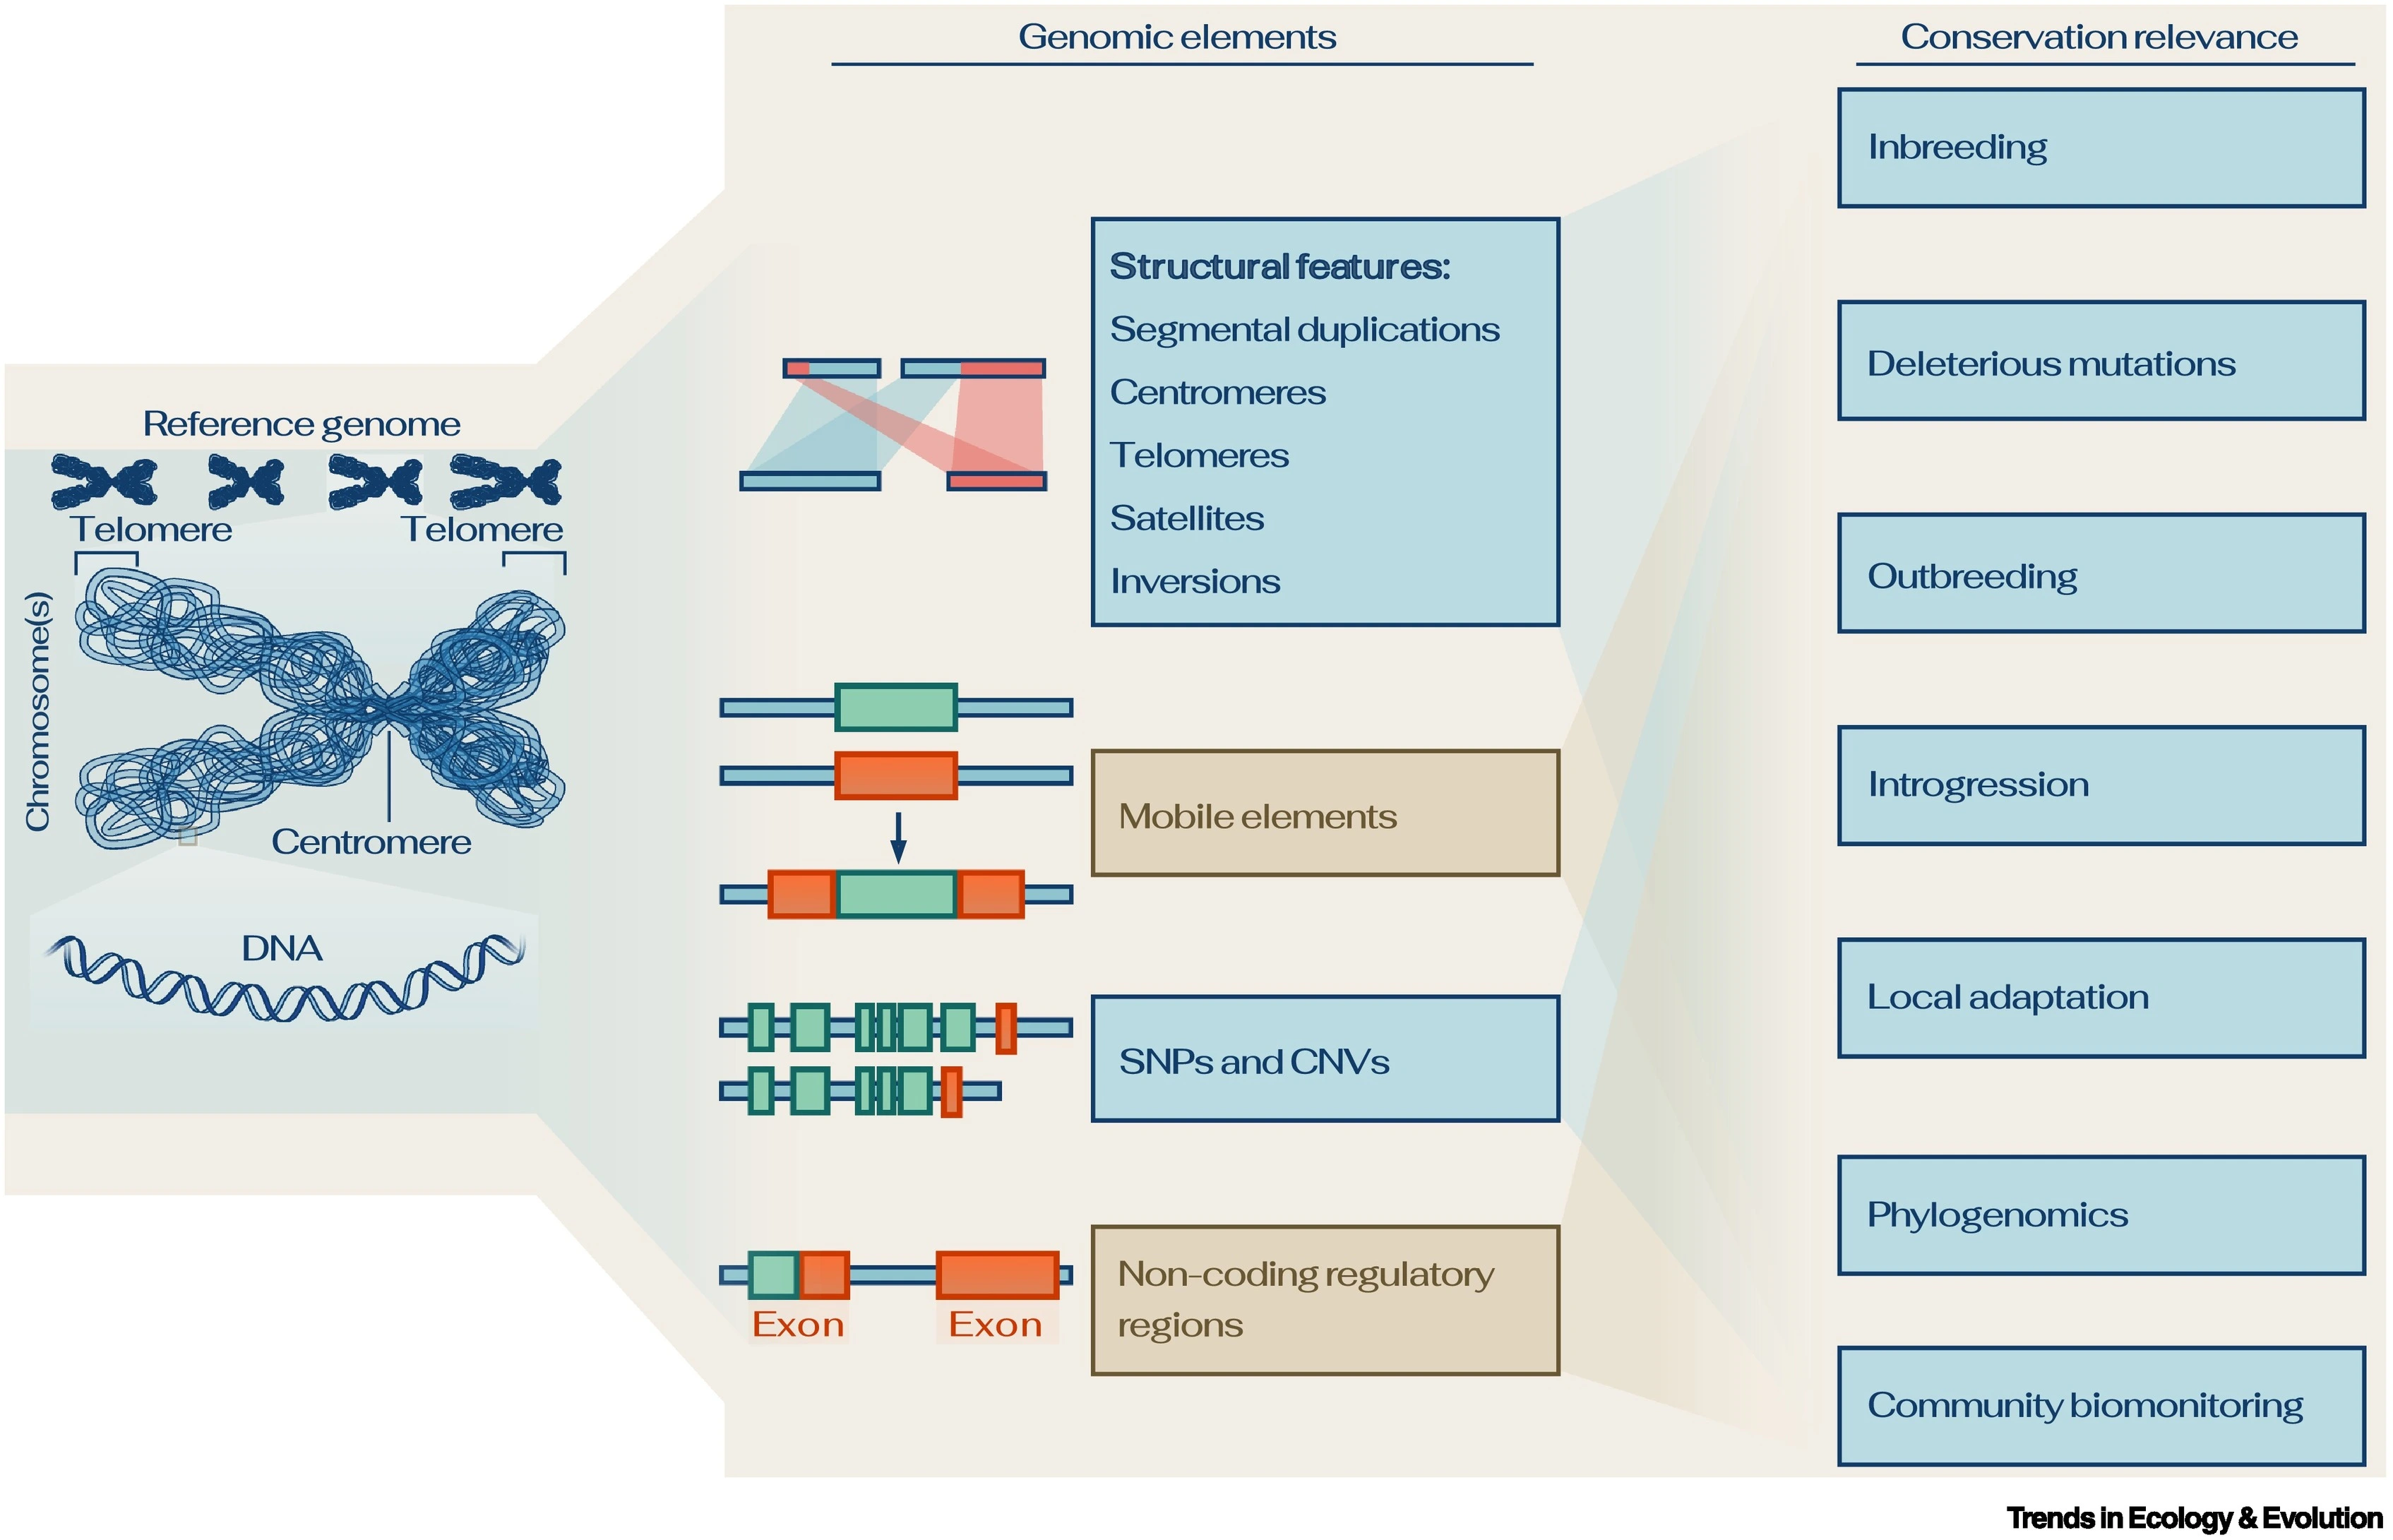 Genomic elements
Conservation relevance
Reference genome
Telomere
Telomere
Chromosome(s)
Centromere
DNA
Structural features:
Segmental duplications
Centromeres
Telomeres
Satellites
Inversions
Mobile elements
SNPs and CNVs
Exon
Exon
Non-coding regulatory
regions
Inbreeding
Deleterious mutations
Outbreeding
Introgression
Local adaptation
Phylogenomics
Community biomonitoring
Trends in Ecology & Evolution